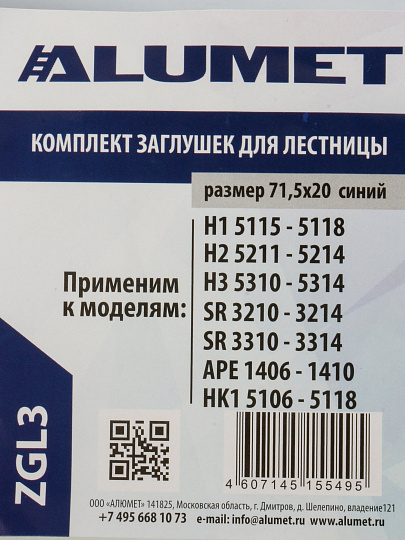 ALUMET
КОМПЛЕКТ ЗАГЛУШЕК ДЛЯ ЛЕСТНИЦЫ
размер 71,5x20 синий
Применим
к моделям:
H1 5115 - 5118
H2 5211 - 5214
H3 5310 - 5314
SR 3210 - 3214
SR 3310 - 3314
APE 1406 - 1410
HK1 5106 - 5118
ZGL3
4 607145 155495
ООО «АЛЮМЕТ» 141825, Московская область, г. Дмитров, д. Шелепино, владение121
+7 495 668 10 73 e-mail: info@alumet.ru www.alumet.ru